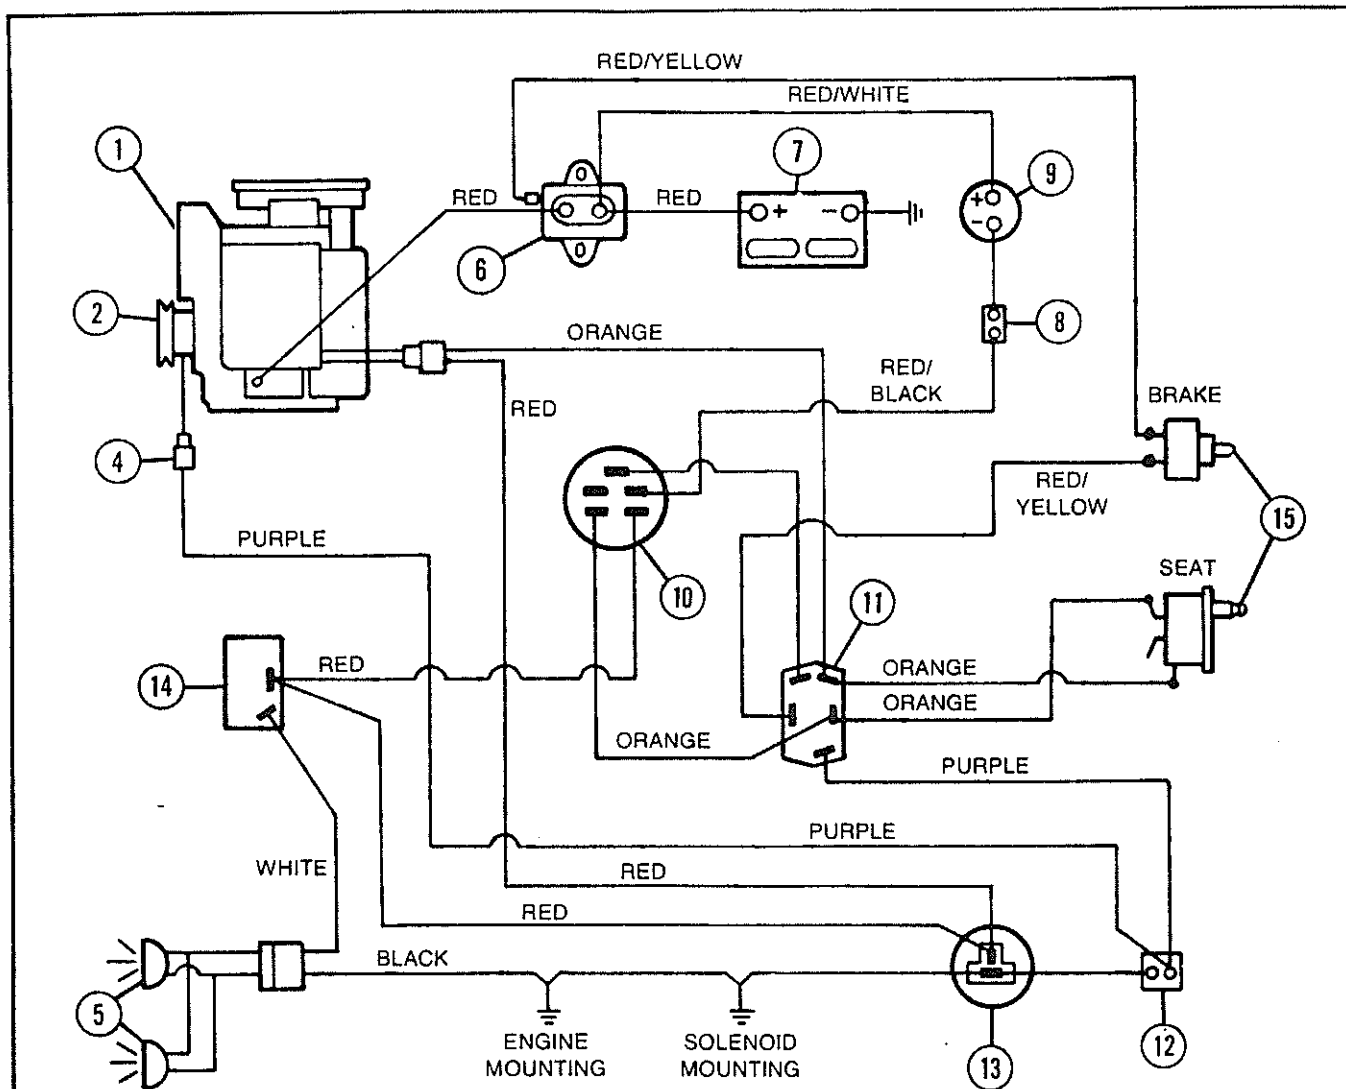 RED/YELLOW
RED/WHITE
1
7
9
RED
RED
+
-
+
-
6
2
ORANGE
8
RED/
BLACK
RED
BRAKE
4
RED/
YELLOW
15
PURPLE
SEAT
10
11
14
RED
ORANGE
ORANGE
ORANGE
PURPLE
PURPLE
WHITE
RED
RED
BLACK
5
ENGINE
MOUNTING
SOLENOID
MOUNTING
13
12